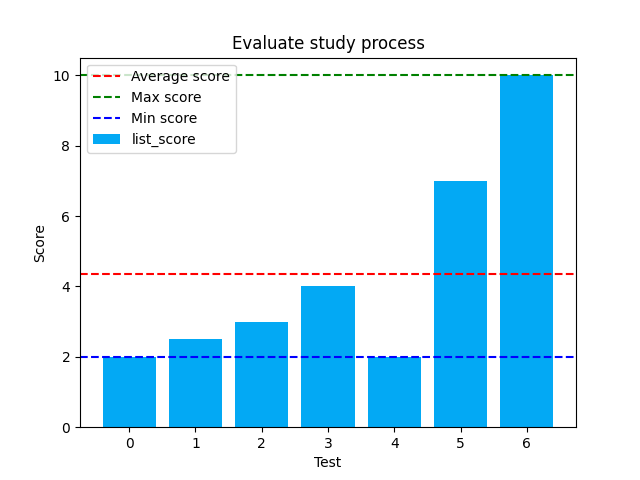 Evaluate study process
10
8
6
4
2
0
Score
Average score
Max score
Min score
list_score
0 1 2 3 4 5 6
Test